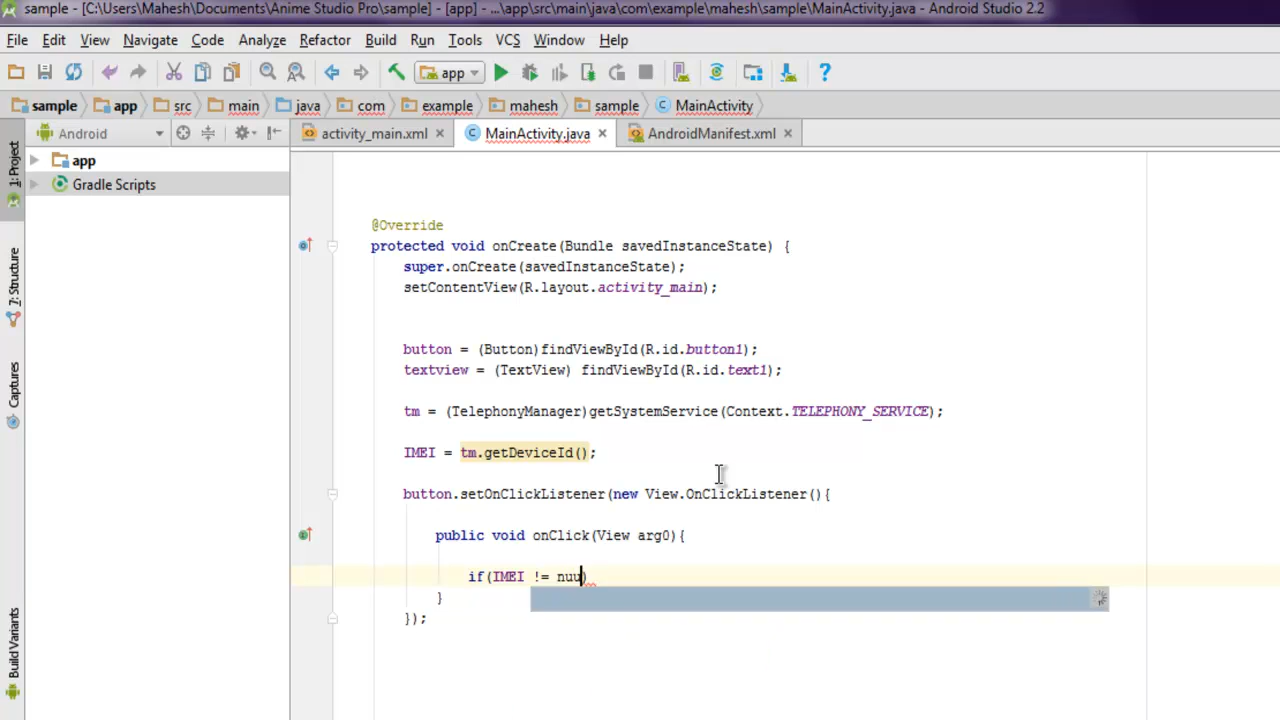 sample - [C:\Users\Mahesh\Documents\Anime Studio Pro\sample] - [app] - ...\app\src\main\java\com\example\mahesh\sample\MainActivity.java - Android Studio 2.2
File Edit View Navigate Code Analyze Refactor Build Run Tools VCS Window Help
app
sample app src main java com example mahesh sample MainActivity
Android
activity_main.xml MainActivity.java AndroidManifest.xml
1: Project
7: Structure
Captures
Build Variants
app
Gradle Scripts
@Override
protected void onCreate(Bundle savedInstanceState) {
super.onCreate(savedInstanceState);
setContentView(R.layout.activity_main);
button = (Button)findViewById(R.id.button1);
textview = (TextView) findViewById(R.id.text1);
tm = (TelephonyManager)getSystemService(Context.TELEPHONY_SERVICE);
IMEI = tm.getDeviceId();
button.setOnClickListener(new View.OnClickListener(){
public void onClick(View arg0){
if(IMEI != nuu)
}
});